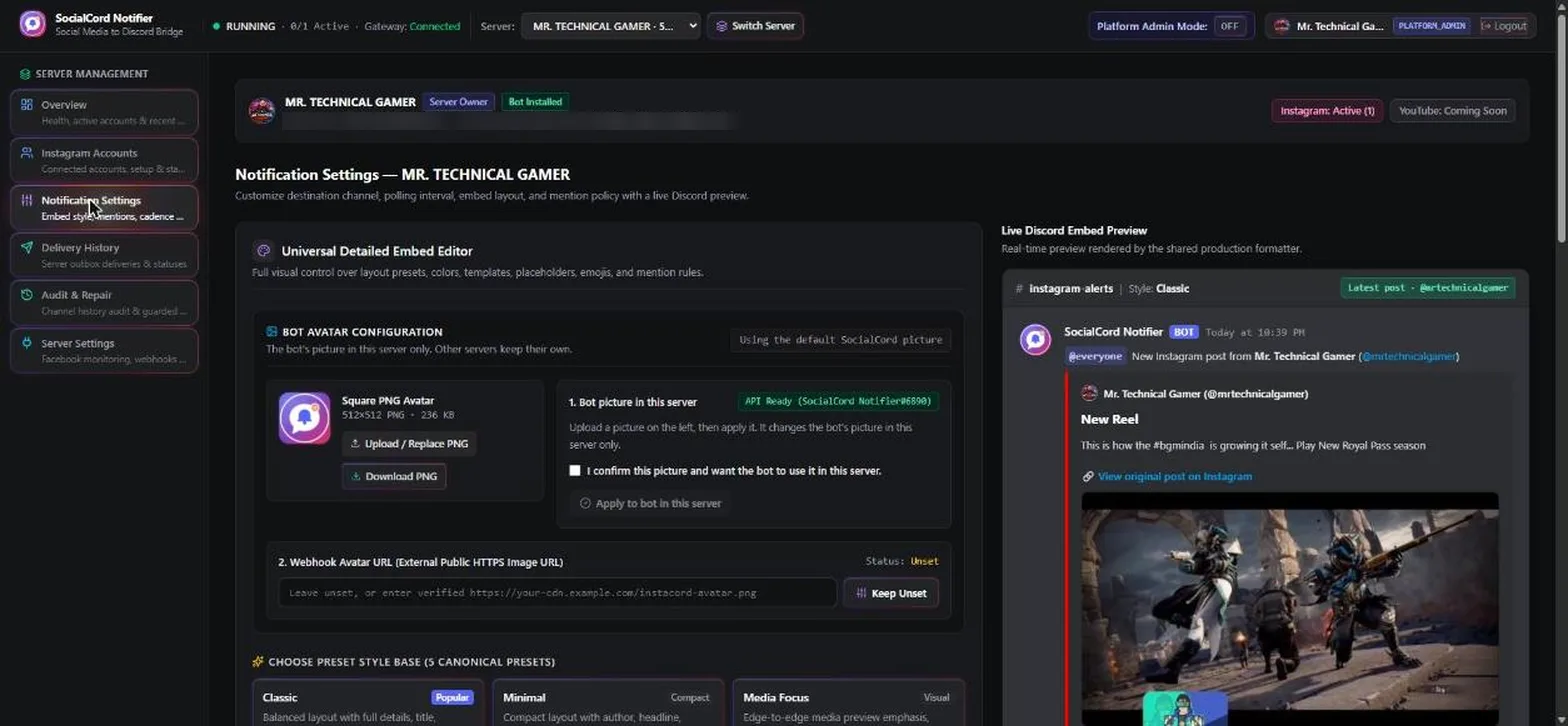 SocialCord Notifier
Social Media to Discord Bridge
RUNNING · 0/1 Active · Gateway: Connected
Server: MR. TECHNICAL GAMER · 5...
Switch Server
Platform Admin Mode: OFF
Mr. Technical Ga... PLATFORM_ADMIN Logout
SERVER MANAGEMENT
Overview
Health, active accounts & recent ...
Instagram Accounts
Connected accounts, setup & sta...
Notification Settings
Embed style, mentions, cadence ...
Delivery History
Server outbox deliveries & statuses
Audit & Repair
Channel history audit & guarded ...
Server Settings
Facebook monitoring, webhooks ...
MR. TECHNICAL GAMER Server Owner Bot Installed
Instagram: Active (1) YouTube: Coming Soon
Notification Settings — MR. TECHNICAL GAMER
Customize destination channel, polling interval, embed layout, and mention policy with a live Discord preview.
Universal Detailed Embed Editor
Full visual control over layout presets, colors, templates, placeholders, emojis, and mention rules.
BOT AVATAR CONFIGURATION
The bot's picture in this server only. Other servers keep their own.
Using the default SocialCord picture
Square PNG Avatar
512×512 PNG · 236 KB
Upload / Replace PNG
Download PNG
1. Bot picture in this server
API Ready (SocialCord Notifier#6890)
Upload a picture on the left, then apply it. It changes the bot's picture in this
server only.
I confirm this picture and want the bot to use it in this server.
Apply to bot in this server
2. Webhook Avatar URL (External Public HTTPS Image URL)
Status: Unset
Leave unset, or enter verified https://your-cdn.example.com/instacord-avatar.png
Keep Unset
CHOOSE PRESET STYLE BASE (5 CANONICAL PRESETS)
Classic Popular
Balanced layout with full details, title,
Minimal Compact
Compact layout with author, headline,
Media Focus Visual
Edge-to-edge media preview emphasis,
Live Discord Embed Preview
Real-time preview rendered by the shared production formatter.
# instagram-alerts | Style: Classic
Latest post · @mrtechnicalgamer
SocialCord Notifier BOT Today at 10:39 PM
@everyone New Instagram post from Mr. Technical Gamer (@mrtechnicalgamer)
Mr. Technical Gamer (@mrtechnicalgamer)
New Reel
This is how the #bgmindia is growing it self... Play New Royal Pass season
View original post on Instagram